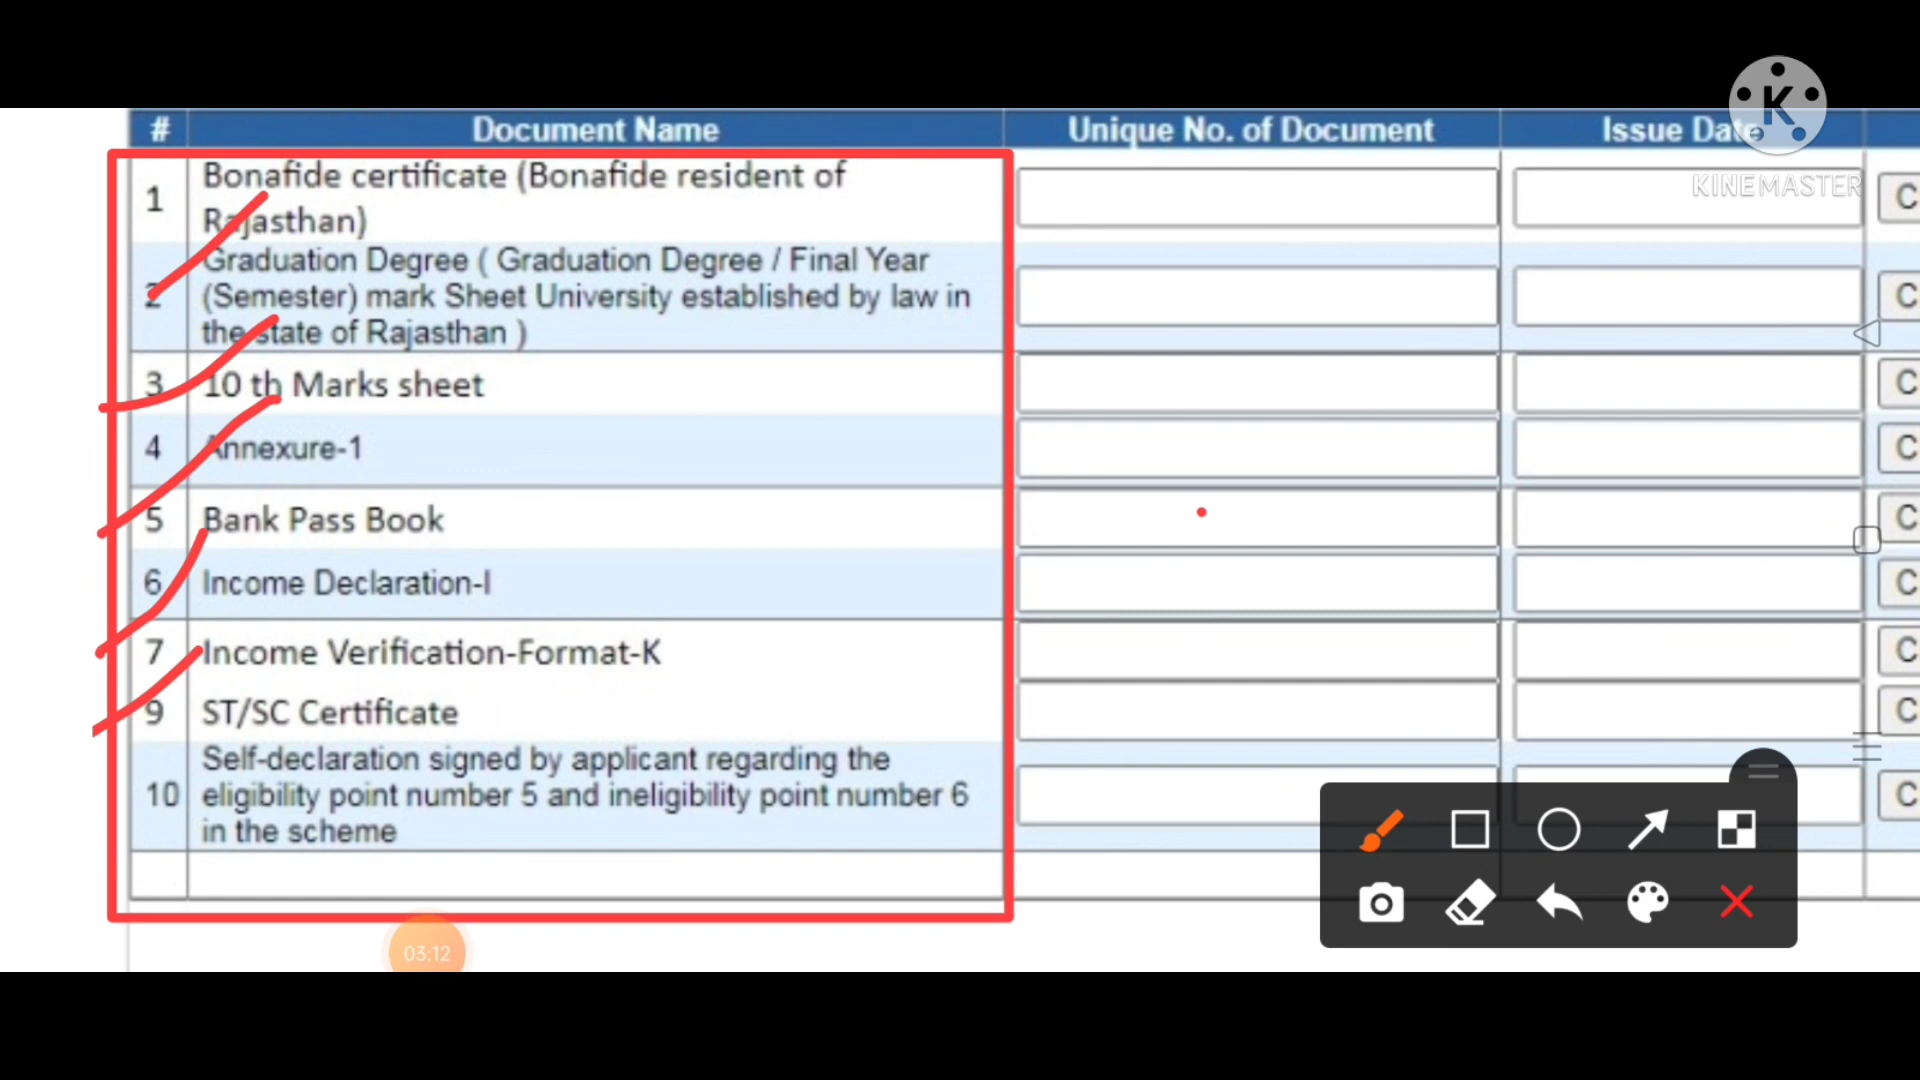 # Document Name Unique No. of Document Issue Date
K
KINEMASTER
1 Bonafide certificate (Bonafide resident of
Rajasthan)
C
2 Graduation Degree ( Graduation Degree / Final Year
(Semester) mark Sheet University established by law in
the state of Rajasthan )
C
3 10 th Marks sheet C
4 Annexure-1 C
5 Bank Pass Book C
6 Income Declaration-I C
7 Income Verification-Format-K C
9 ST/SC Certificate C
10 Self-declaration signed by applicant regarding the
eligibility point number 5 and ineligibility point number 6
in the scheme
C
03:12